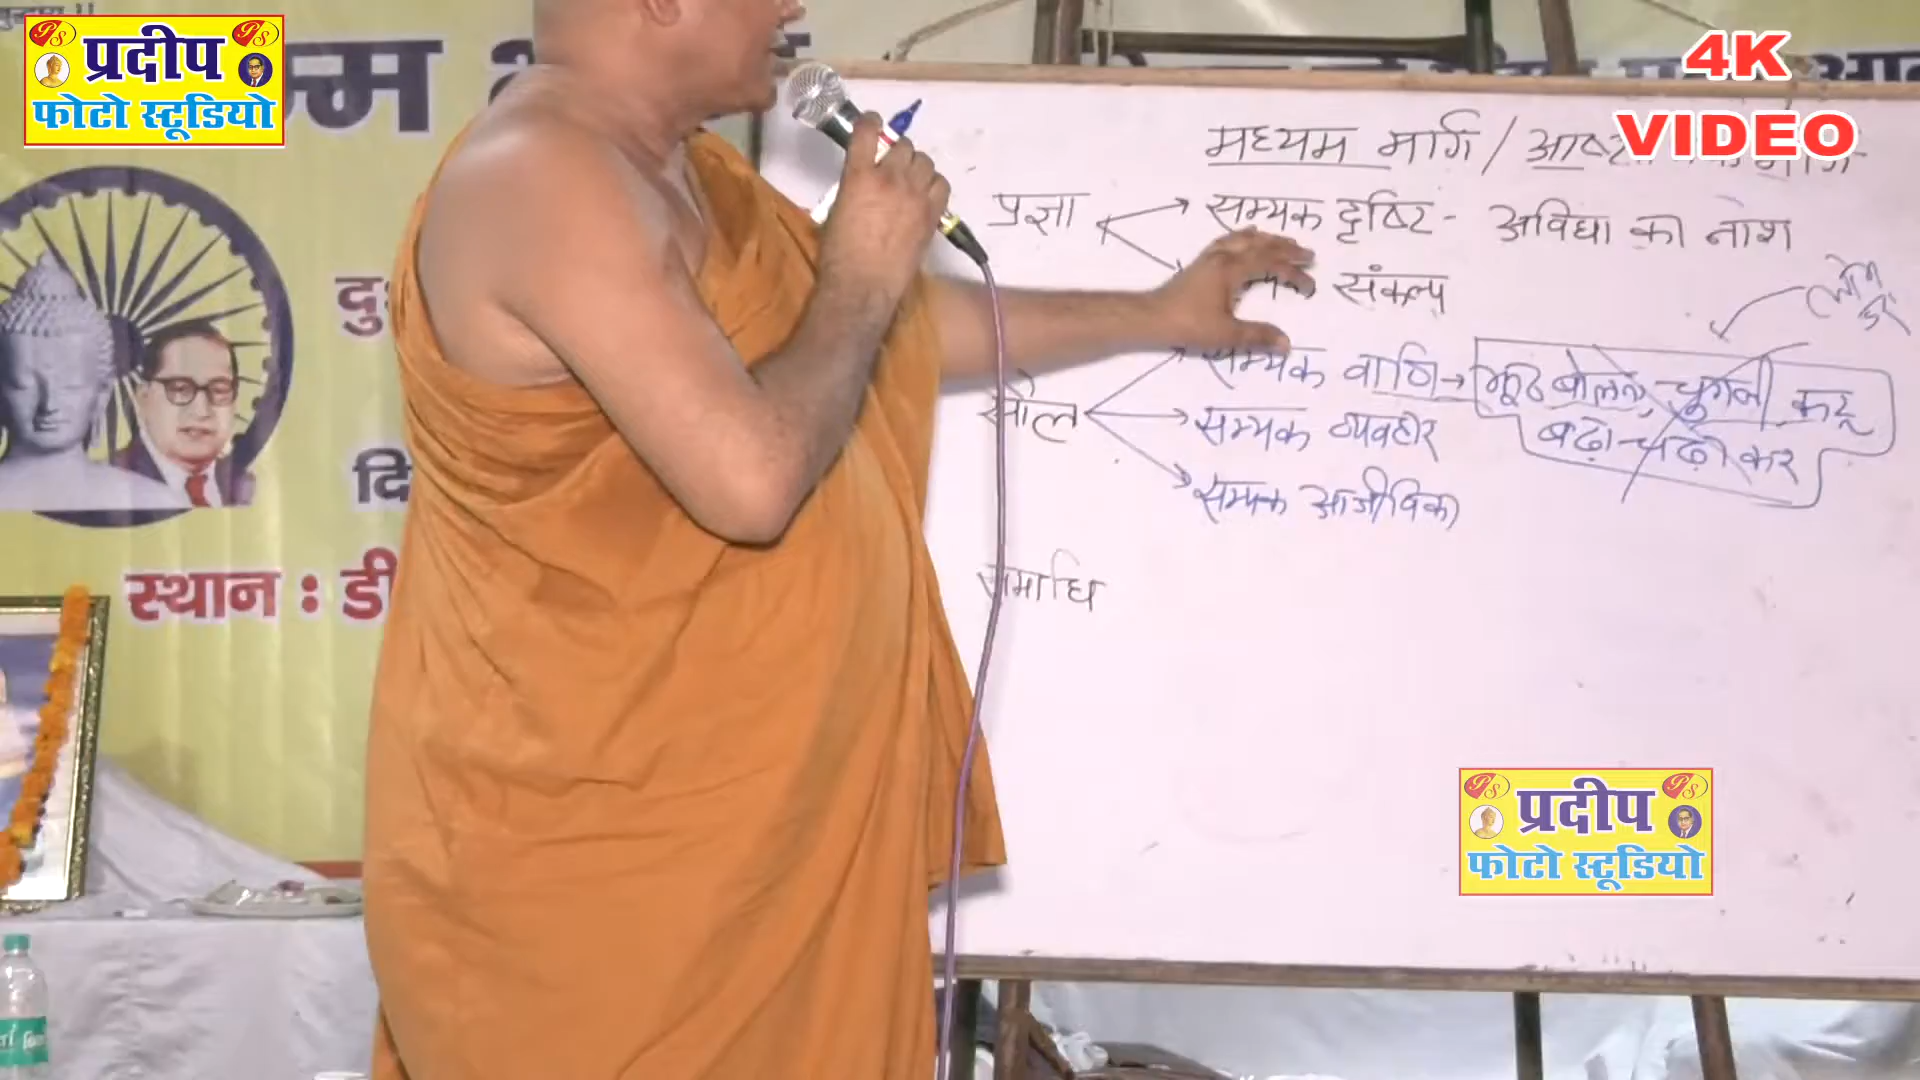 प्रदीप
फोटो स्टूडियो
4K
VIDEO
म्म
दुः
दि
स्थान : डी
मध्यम मार्ग /
प्रज्ञा
सम्यक दृष्टि - अविद्या का नाश
संकल्प
सील
सम्यक वाणि → झूठ बोलना, चुगली कर
बढ़ा-चढ़ा कर
सम्यक व्यवहार
सम्यक आजीविका
समाधि
प्रदीप
फोटो स्टूडियो